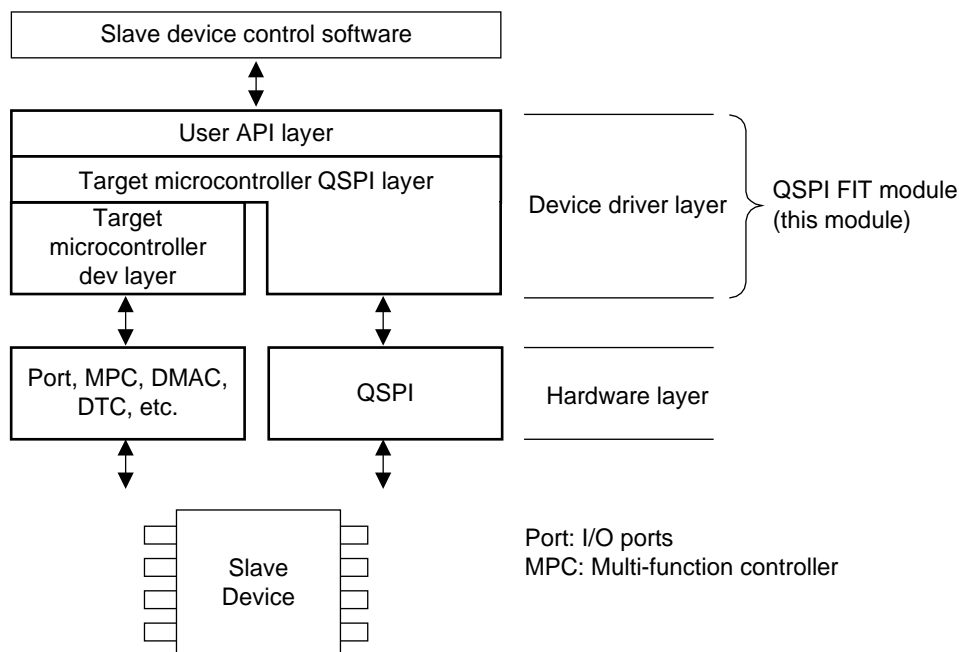 Slave device control software
User API layer
Target microcontroller QSPI layer
Target
microcontroller
dev layer
Device driver layer
QSPI FIT module
(this module)
Port, MPC, DMAC,
DTC, etc.
QSPI
Hardware layer
Slave
Device
Port: I/O ports
MPC: Multi-function controller